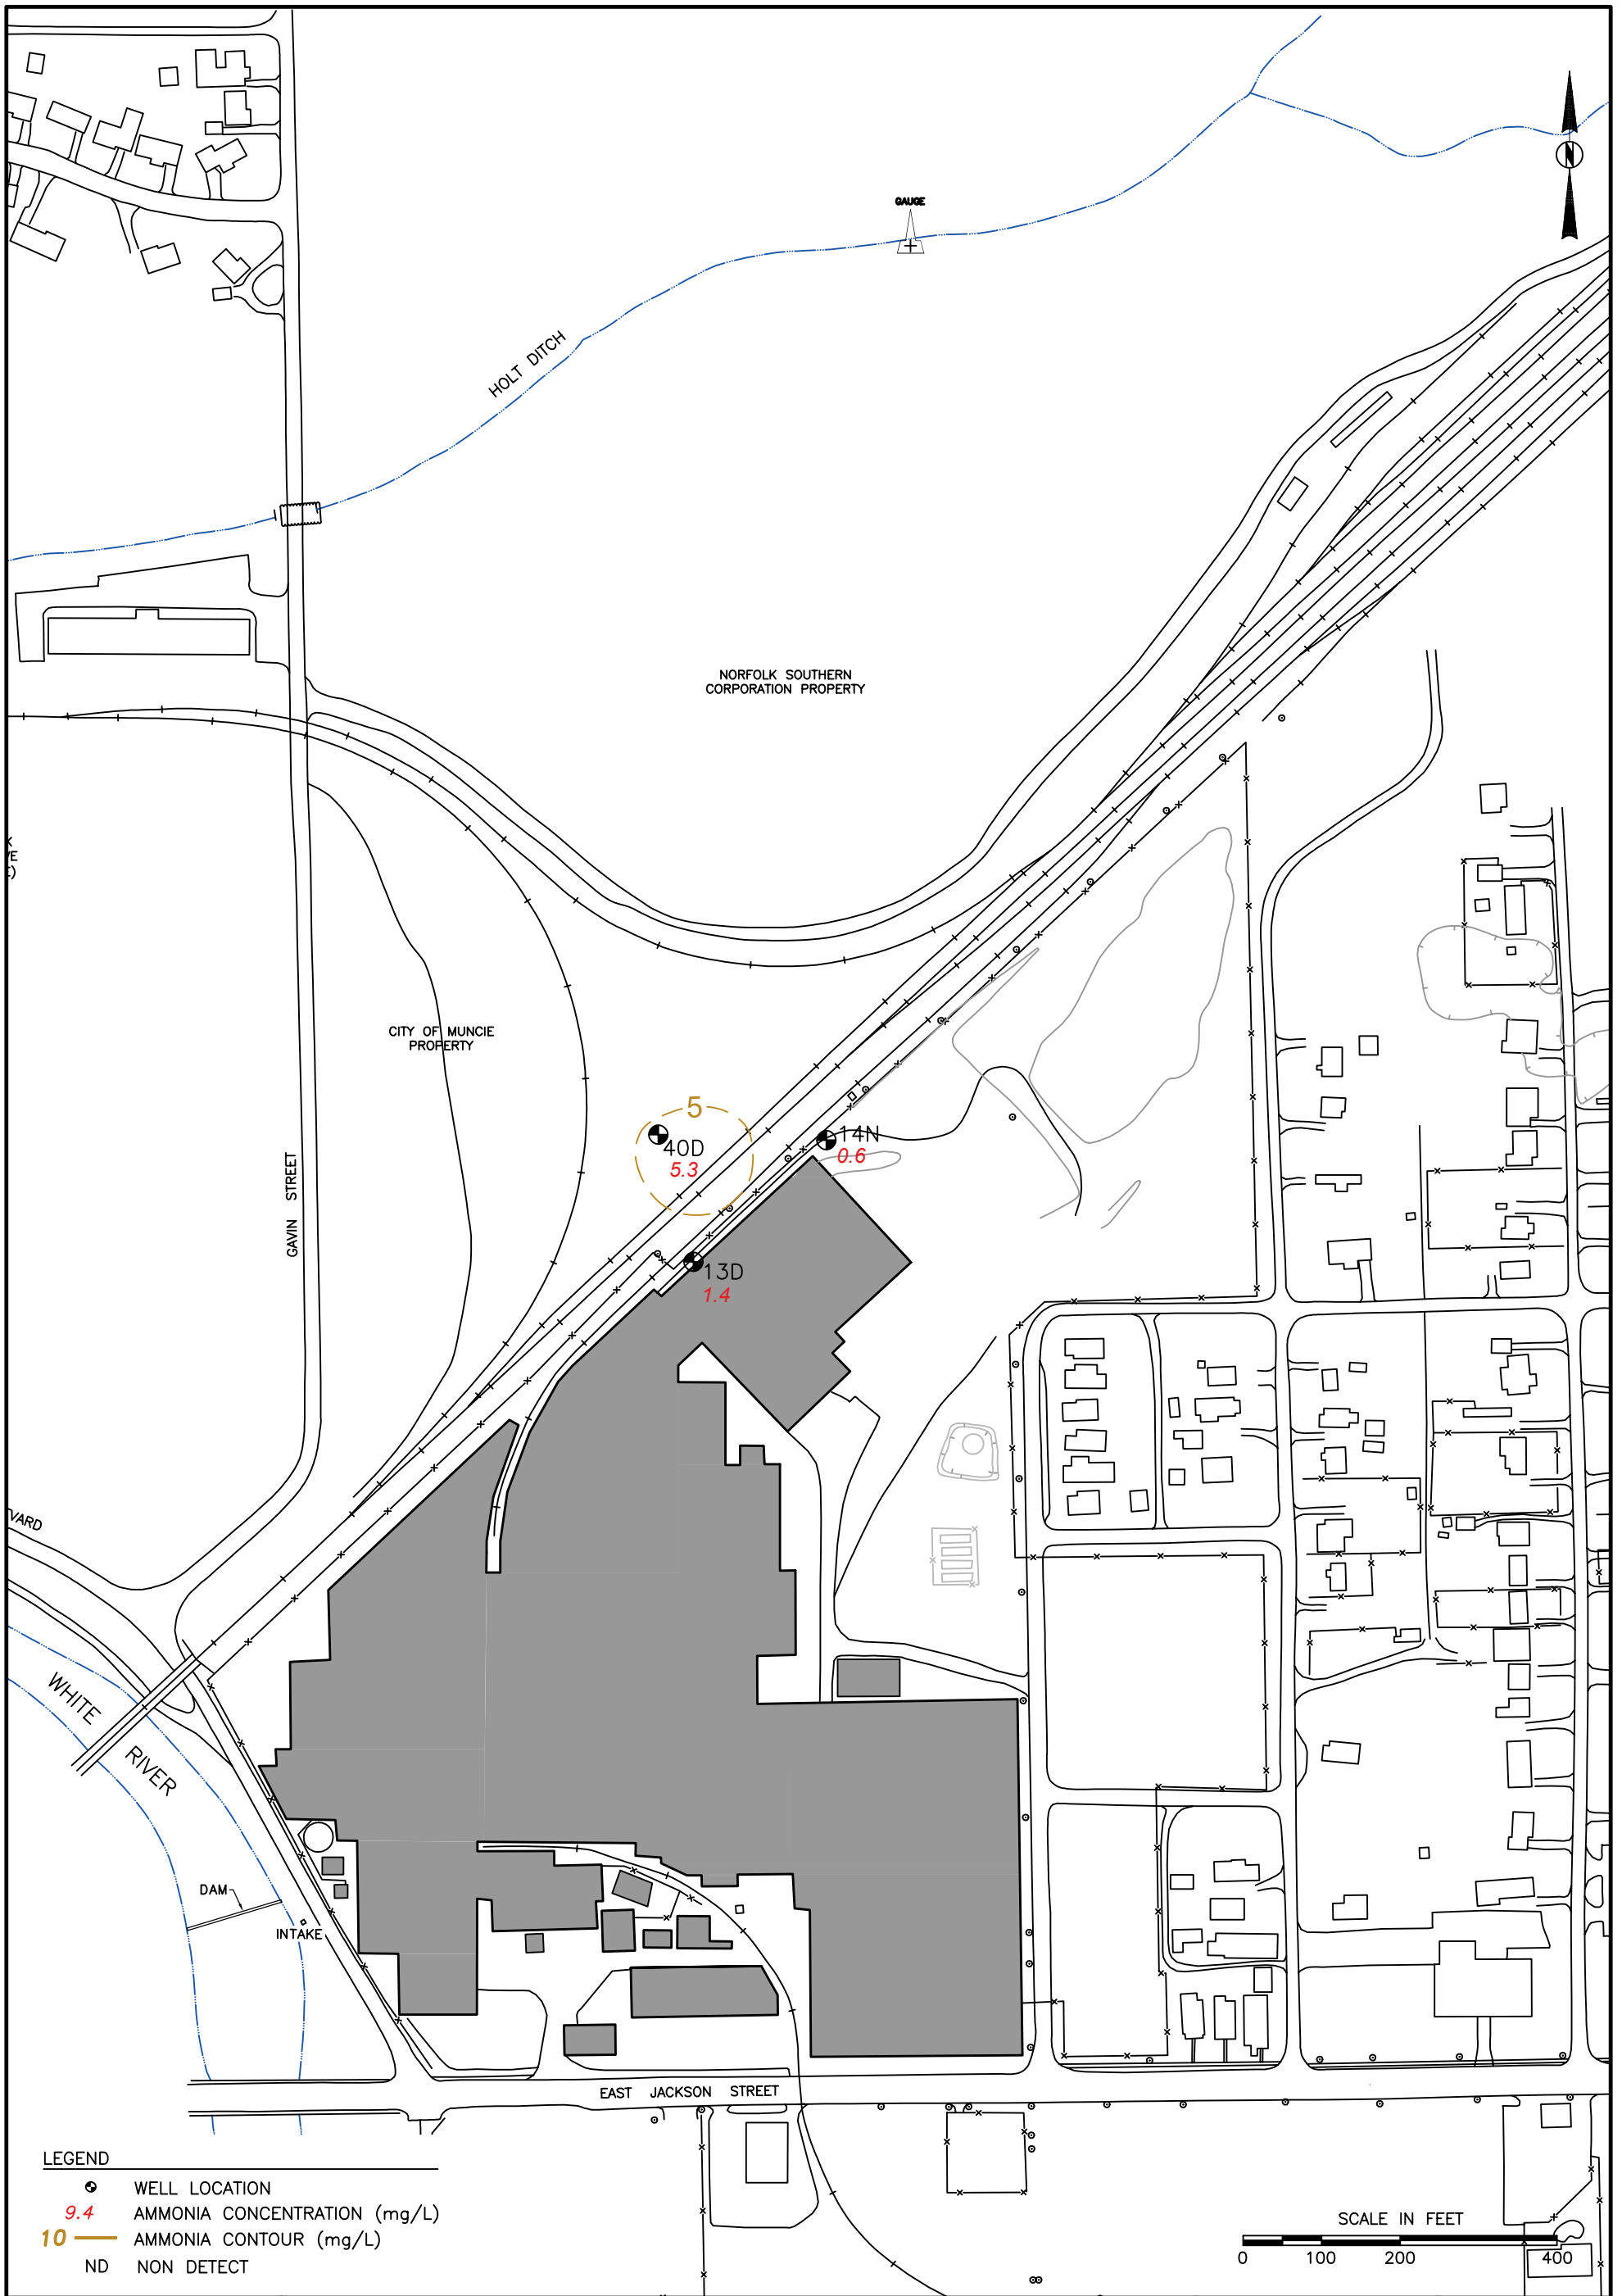 GAUGE
N
HOLT DITCH
NORFOLK SOUTHERN
CORPORATION PROPERTY
CITY OF MUNCIE
PROPERTY
GAVIN STREET
5
40D
5.3
14N
0.6
13D
1.4
WHITE
RIVER
DAM
INTAKE
EAST JACKSON STREET
LEGEND
WELL LOCATION
9.4 AMMONIA CONCENTRATION (mg/L)
10 AMMONIA CONTOUR (mg/L)
ND NON DETECT
SCALE IN FEET
0 100 200 400